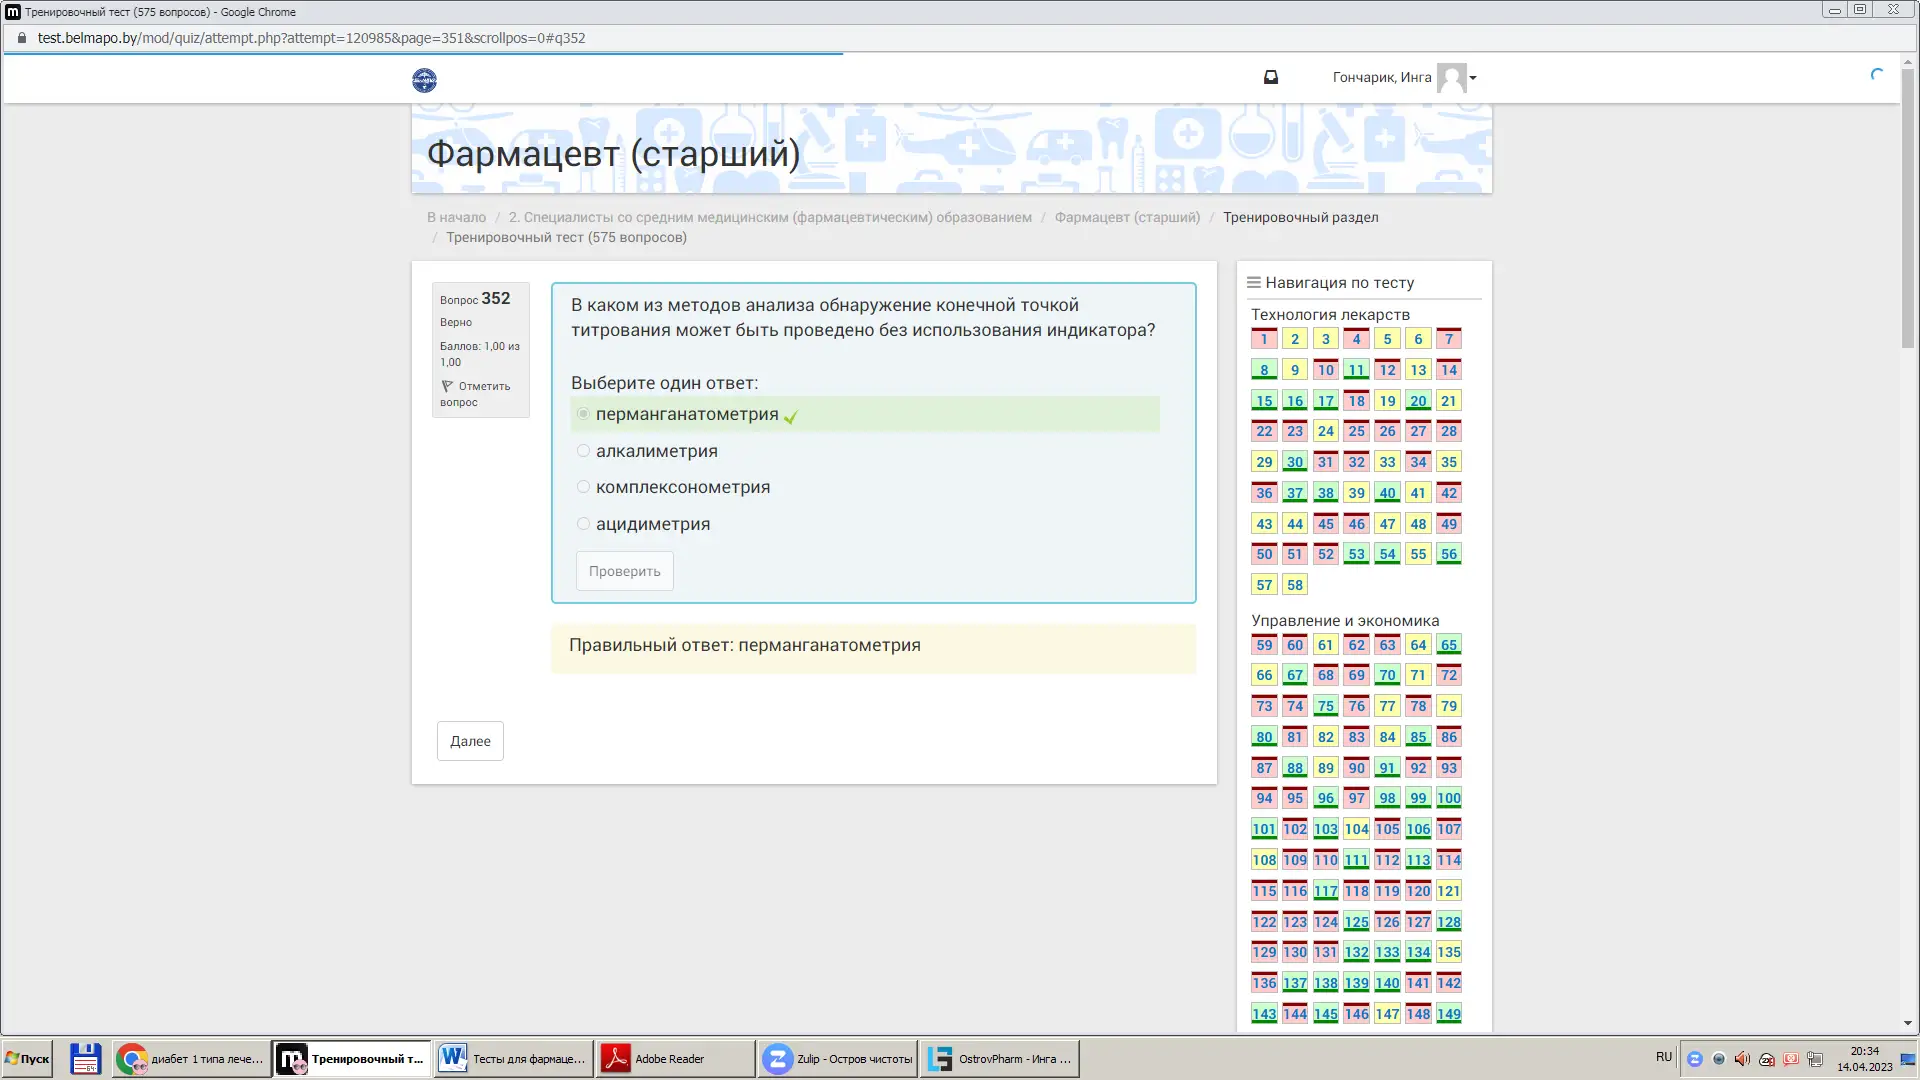 Тренировочный тест (575 вопросов) - Google Chrome
test.belmapo.by/mod/quiz/attempt.php?attempt=120985&page=351&scrollpos=0#q352
Гончарик, Инга
Фармацевт (старший)
В начало / 2. Специалисты со средним медицинским (фармацевтическим) образованием / Фармацевт (старший) / Тренировочный раздел
/ Тренировочный тест (575 вопросов)
Вопрос 352
Верно
Баллов: 1,00 из
1,00
Отметить
вопрос
В каком из методов анализа обнаружение конечной точкой
титрования может быть проведено без использования индикатора?
Выберите один ответ:
перманганатометрия
алкалиметрия
комплексонометрия
ацидиметрия
Проверить
Правильный ответ: перманганатометрия
Далее
Навигация по тесту
Технология лекарств
1 2 3 4 5 6 7
8 9 10 11 12 13 14
15 16 17 18 19 20 21
22 23 24 25 26 27 28
29 30 31 32 33 34 35
36 37 38 39 40 41 42
43 44 45 46 47 48 49
50 51 52 53 54 55 56
57 58
Управление и экономика
59 60 61 62 63 64 65
66 67 68 69 70 71 72
73 74 75 76 77 78 79
80 81 82 83 84 85 86
87 88 89 90 91 92 93
94 95 96 97 98 99 100
101 102 103 104 105 106 107
108 109 110 111 112 113 114
115 116 117 118 119 120 121
122 123 124 125 126 127 128
129 130 131 132 133 134 135
136 137 138 139 140 141 142
143 144 145 146 147 148 149
Пуск
диабет 1 типа лече...
Тренировочный т...
Тесты для фармаце...
Adobe Reader
Zulip - Остров чистоты
OstrovPharm - Инга ...
RU
20:34
14.04.2023